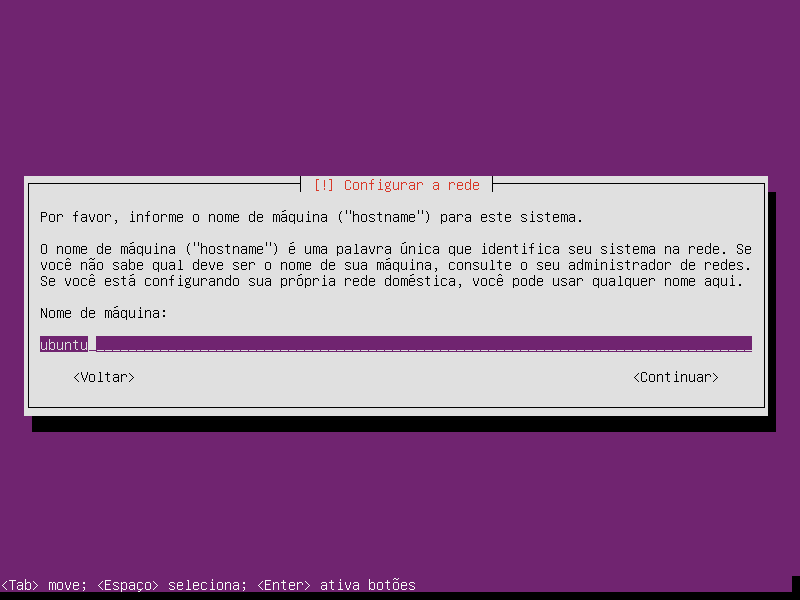 [!] Configurar a rede
Por favor, informe o nome de máquina ("hostname") para este sistema.
O nome de máquina ("hostname") é uma palavra única que identifica seu sistema na rede. Se
você não sabe qual deve ser o nome de sua máquina, consulte o seu administrador de redes.
Se você está configurando sua própria rede doméstica, você pode usar qualquer nome aqui.
Nome de máquina:
ubuntu
<Voltar> <Continuar>
<Tab> move; <Espaço> seleciona; <Enter> ativa botões